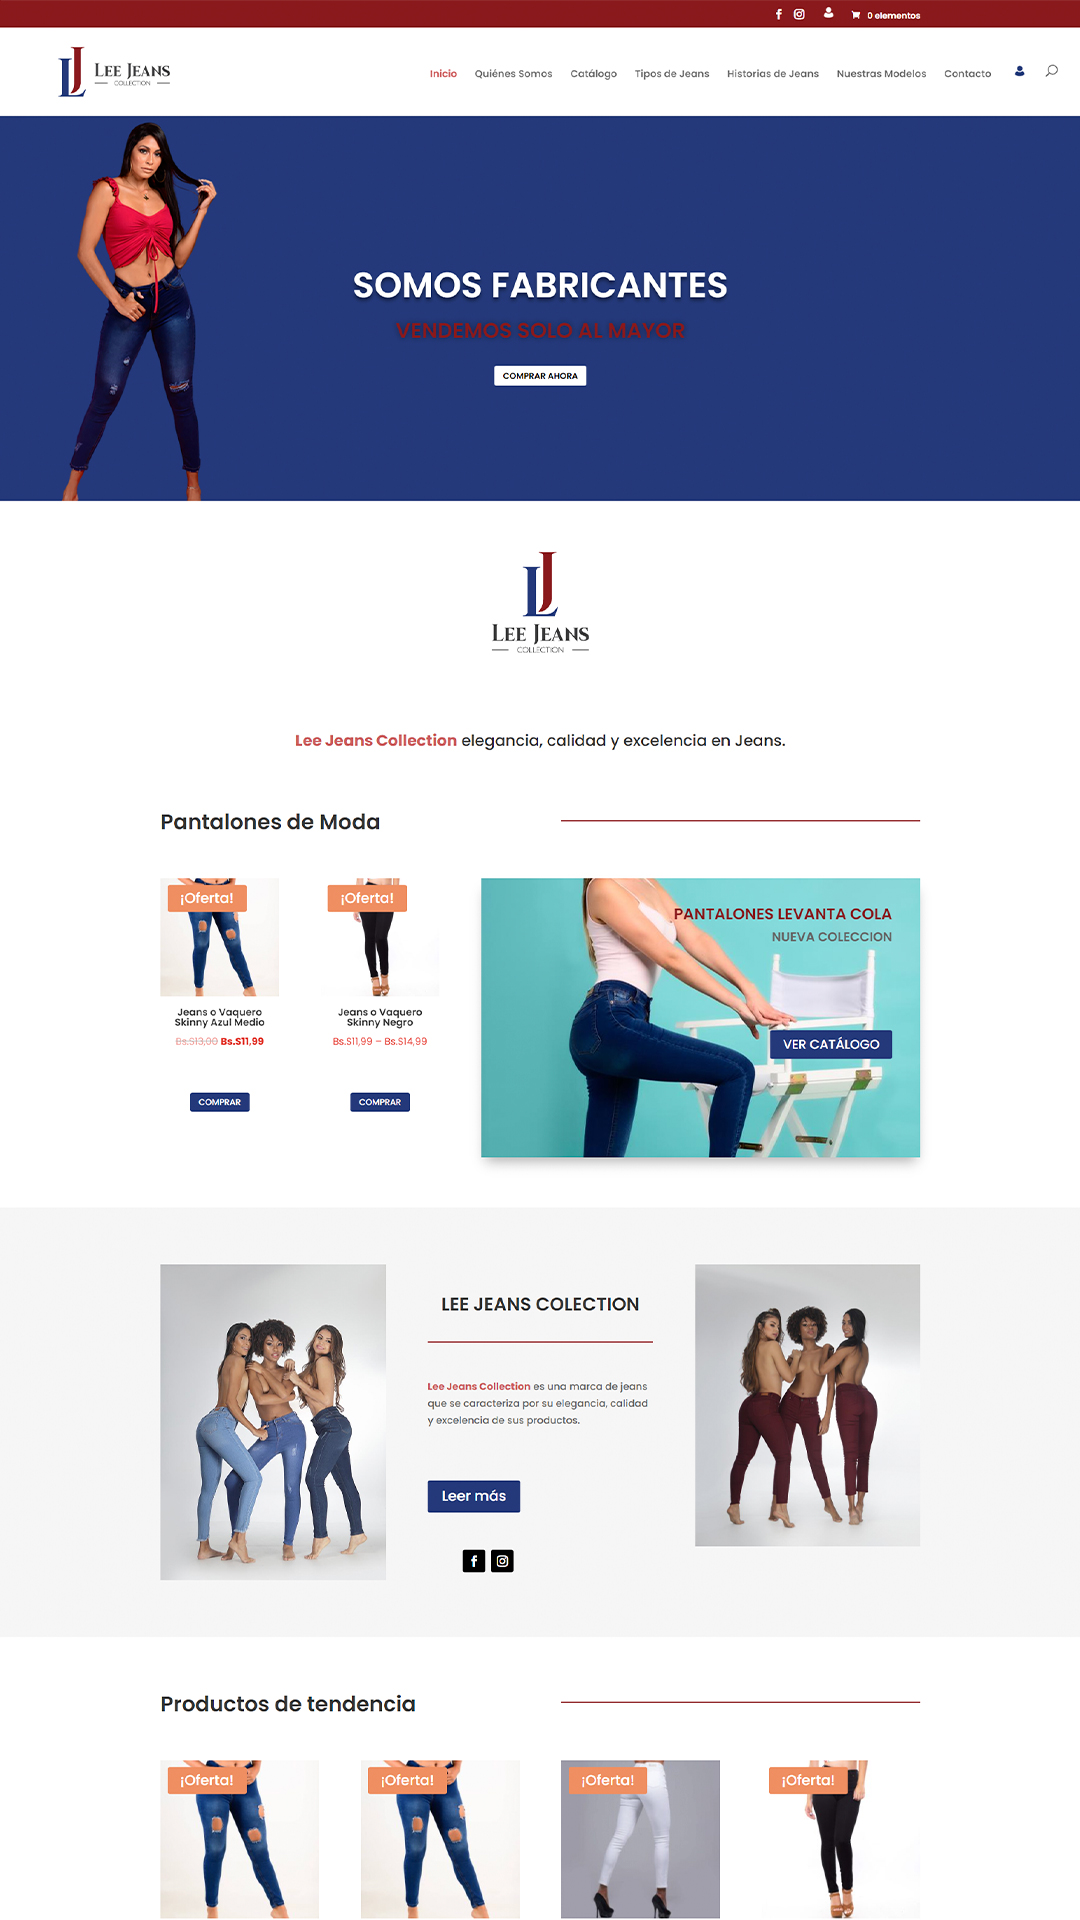 0 elementos
LEE JEANS
COLLECTION
Inicio Quiénes Somos Catálogo Tipos de Jeans Historias de Jeans Nuestras Modelos Contacto
SOMOS FABRICANTES
VENDEMOS SOLO AL MAYOR
COMPRAR AHORA
LEE JEANS
COLLECTION
Lee Jeans Collection elegancia, calidad y excelencia en Jeans.
Pantalones de Moda
¡Oferta!
Jeans o Vaquero
Skinny Azul Medio
Bs.S13,00 Bs.S11,99
COMPRAR
¡Oferta!
Jeans o Vaquero
Skinny Negro
Bs.S11,99 – Bs.S14,99
COMPRAR
PANTALONES LEVANTA COLA
NUEVA COLECCION
VER CATÁLOGO
LEE JEANS COLECTION
Lee Jeans Collection es una marca de jeans
que se caracteriza por su elegancia, calidad
y excelencia de sus productos.
Leer más
Productos de tendencia
¡Oferta!
¡Oferta!
¡Oferta!
¡Oferta!